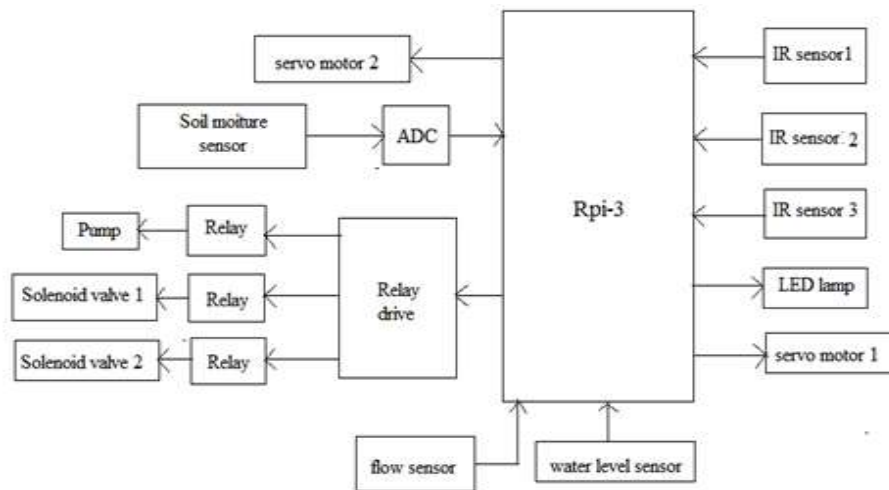 servo motor 2
Soil moiture
sensor
ADC
Pump
Relay
Solenoid valve 1
Relay
Solenoid valve 2
Relay
Relay
drive
Rpi-3
IR sensor1
IR sensor. 2
IR sensor 3
LED lamp
servo motor 1
flow sensor
water level sensor